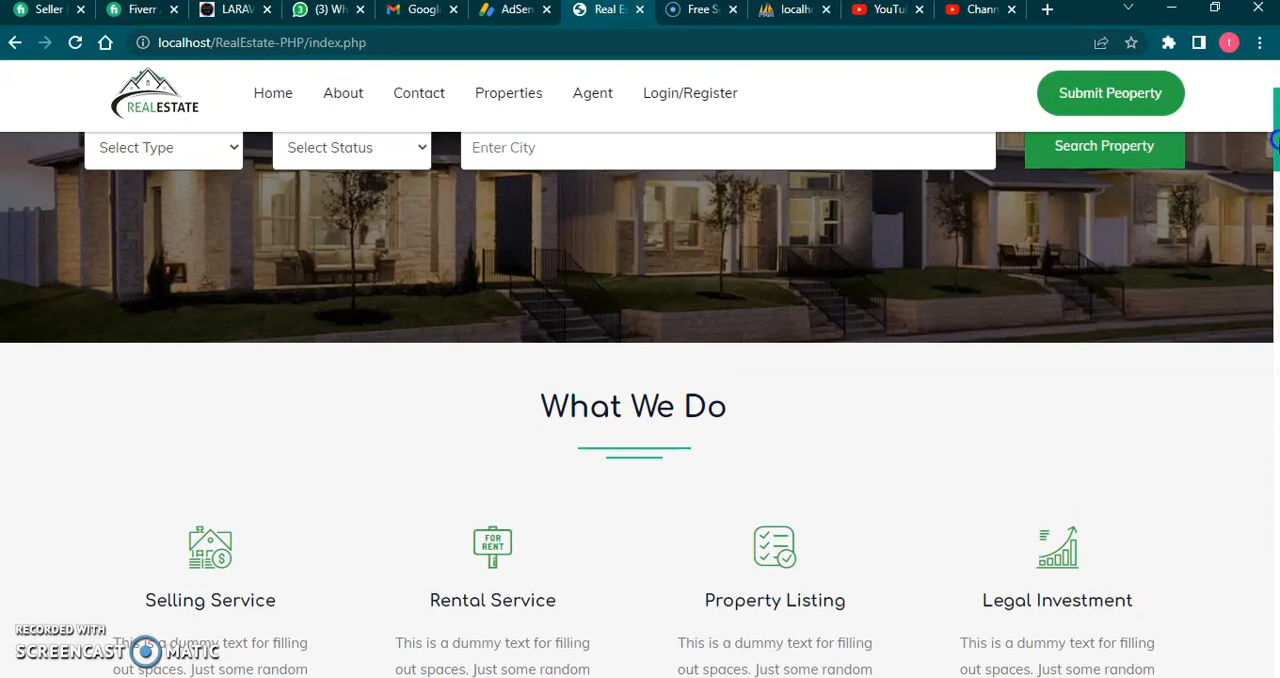 Seller
Fiverr
LARAV
(3) Wh
Google
AdSen
Real Es
Free S
localh
YouTu
Chann
localhost/RealEstate-PHP/index.php
t
REALESTATE
Home
About
Contact
Properties
Agent
Login/Register
Submit Peoperty
Select Type
Select Status
Enter City
Search Property
What We Do
FOR
RENT
Selling Service
Rental Service
Property Listing
Legal Investment
This is a dummy text for filling
out spaces. Just some random
This is a dummy text for filling
out spaces. Just some random
This is a dummy text for filling
out spaces. Just some random
This is a dummy text for filling
out spaces. Just some random
RECORDED WITH
SCREENCAST MATIC